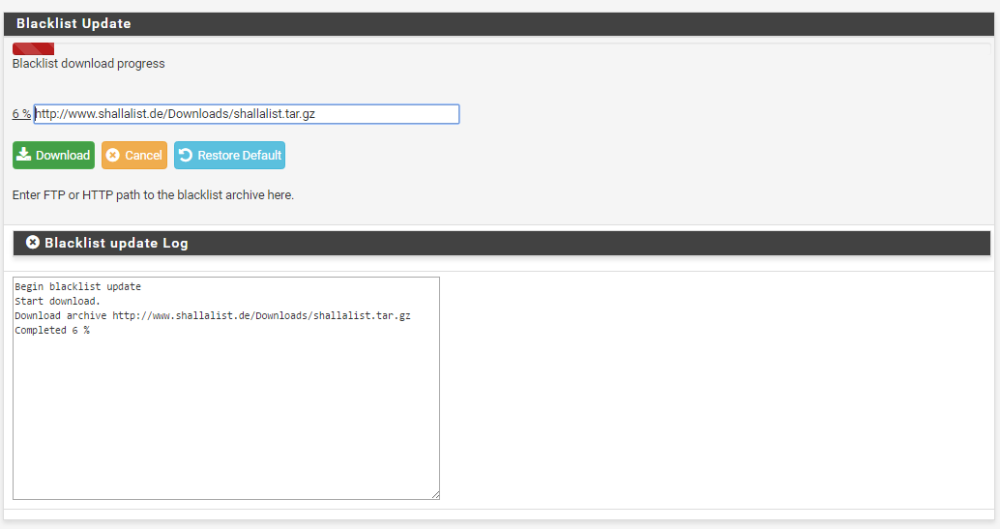 Blacklist Update
Blacklist download progress
6 % http://www.shallalist.de/Downloads/shallalist.tar.gz
Download Cancel Restore Default
Enter FTP or HTTP path to the blacklist archive here.
Blacklist update Log
Begin blacklist update
Start download.
Download archive http://www.shallalist.de/Downloads/shallalist.tar.gz
Completed 6 %